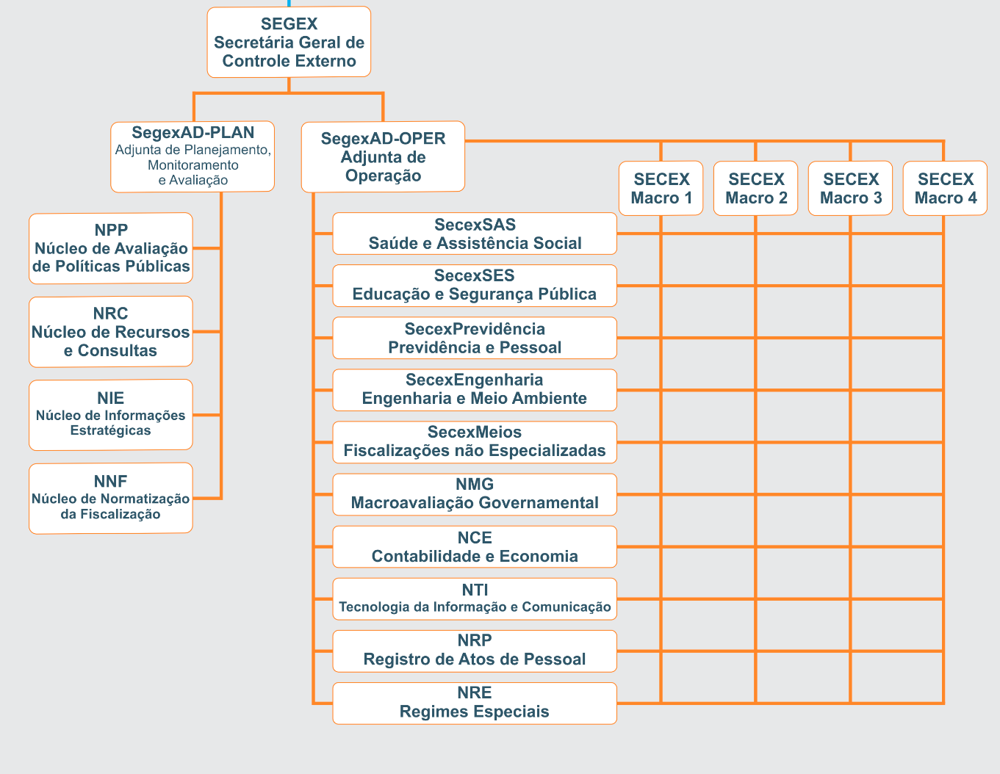 SEGEX
Secretária Geral de
Controle Externo
SegexAD-PLAN
Adjunta de Planejamento,
Monitoramento
e Avaliação
SegexAD-OPER
Adjunta de
Operação
SECEX
Macro 1
SECEX
Macro 2
SECEX
Macro 3
SECEX
Macro 4
NPP
Núcleo de Avaliação
de Políticas Públicas
NRC
Núcleo de Recursos
e Consultas
NIE
Núcleo de Informações
Estratégicas
NNF
Núcleo de Normatização
da Fiscalização
SecexSAS
Saúde e Assistência Social
SecexSES
Educação e Segurança Pública
SecexPrevidência
Previdência e Pessoal
SecexEngenharia
Engenharia e Meio Ambiente
SecexMeios
Fiscalizações não Especializadas
NMG
Macroavaliação Governamental
NCE
Contabilidade e Economia
NTI
Tecnologia da Informação e Comunicação
NRP
Registro de Atos de Pessoal
NRE
Regimes Especiais